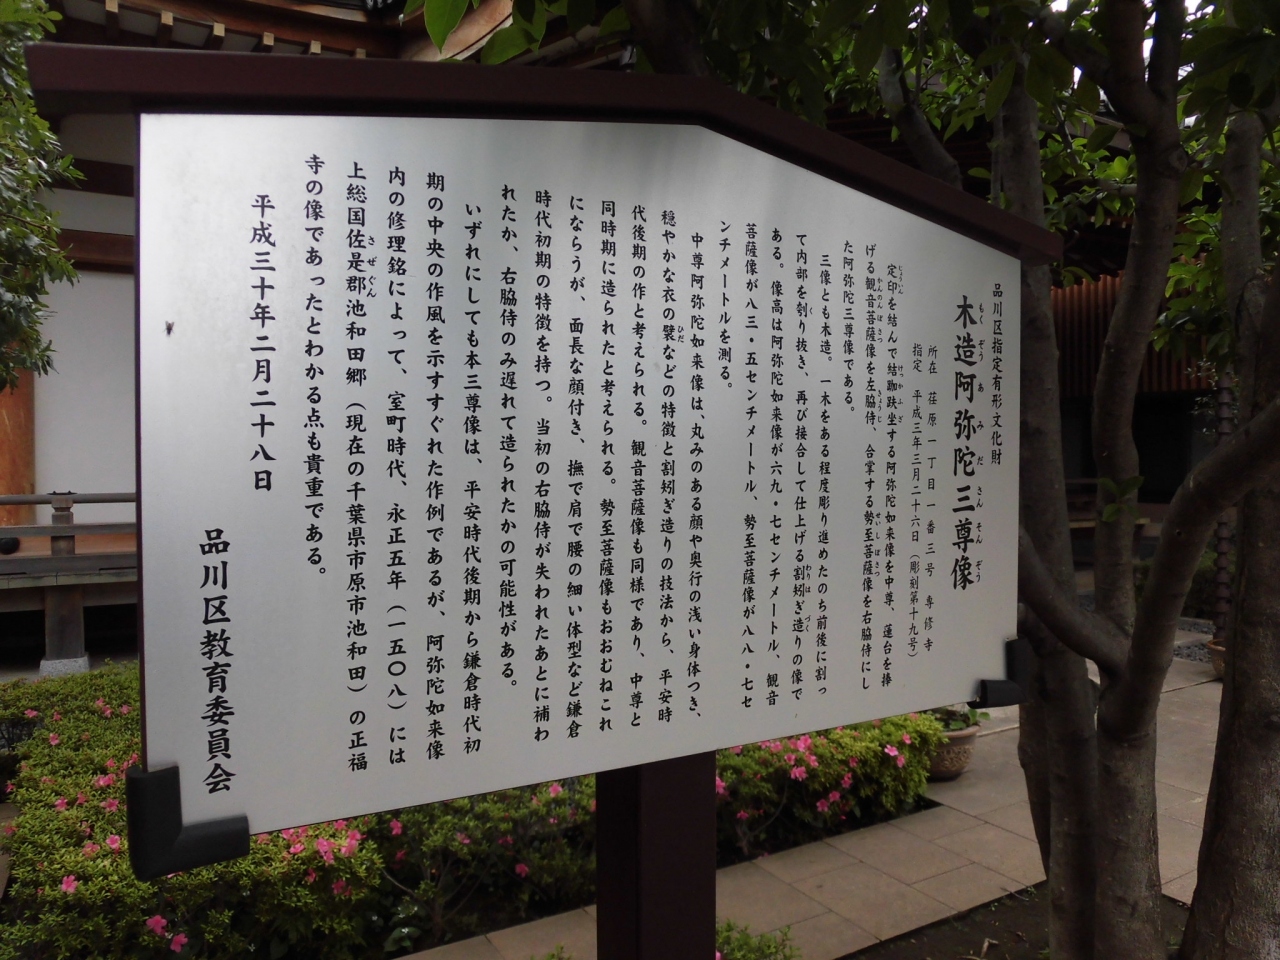 品川区指定有形文化財
木造阿弥陀三尊像
所在 荏原一丁目一番三号 専修寺
指定 平成三年三月二十六日(彫刻第十九号)
定印を結んで結跏趺坐する阿弥陀如来像を中尊、蓮台を捧
げる観音菩薩像を左脇侍、合掌する勢至菩薩像を右脇侍にし
た阿弥陀三尊像である。
三像とも木造。一木をある程度彫り進めたのち前後に割っ
て内部を刳り抜き、再び接合して仕上げる割矧ぎ造りの像で
ある。像高は阿弥陀如来像が六九・七センチメートル、観音
菩薩像が八三・五センチメートル、勢至菩薩像が八八・七セ
ンチメートルを測る。
中尊阿弥陀如来像は、丸みのある顔や奥行の浅い身体つき、
穏やかな衣の襞などの特徴と割矧ぎ造りの技法から、平安時
代後期の作と考えられる。観音菩薩像も同様であり、中尊と
同時期に造られたと考えられる。勢至菩薩像もおおむねこれ
にならうが、面長な顔付き、撫で肩で腰の細い体型など鎌倉
時代初期の特徴を持つ。当初の右脇侍が失われたあとに補わ
れたか、右脇侍のみ遅れて造られたかの可能性がある。
いずれにしても本三尊像は、平安時代後期から鎌倉時代初
期の中央の作風を示すすぐれた作例であるが、阿弥陀如来像
内の修理銘によって、室町時代、永正五年(一五〇八)には
上総国佐是郡池和田郷(現在の千葉県市原市池和田)の正福
寺の像であったとわかる点も貴重である。
平成三十年二月二十八日
品川区教育委員会